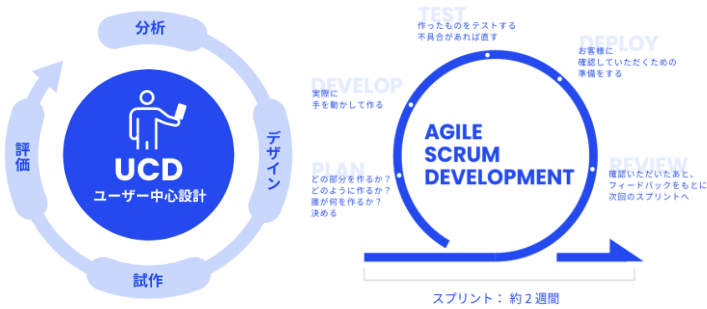 分析
デザイン
試作
評価
UCD
ユーザー中心設計
PLAN
どの部分を作るか？
どのように作るか？
誰が何を作るか？
決める
DEVELOP
実際に
手を動かして作る
TEST
作ったものをテストする
不具合があれば直す
DEPLOY
お客様に
確認していただくための
準備をする
REVIEW
確認いただいたあと、
フィードバックをもとに
次回のスプリントへ
AGILE
SCRUM
DEVELOPMENT
スプリント： 約2週間